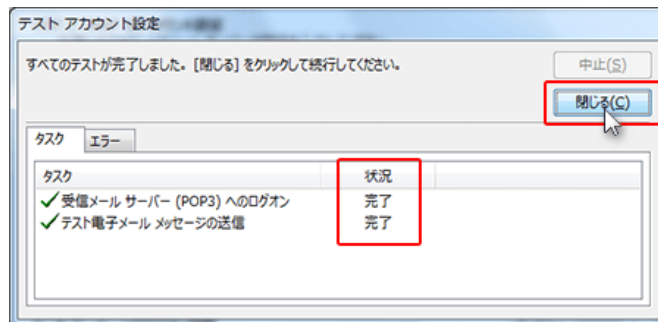 テスト アカウント設定
すべてのテストが完了しました。[閉じる] をクリックして続行してください。
中止(S)
閉じる(C)
タスク エラー
タスク 状況
受信メール サーバー (POP3) へのログオン 完了
テスト電子メール メッセージの送信 完了